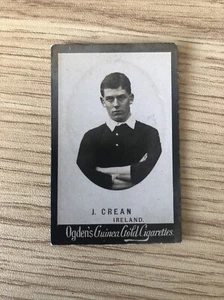 J. CREAN
IRELAND.
Ogden's Guinea Gold Cigarettes.